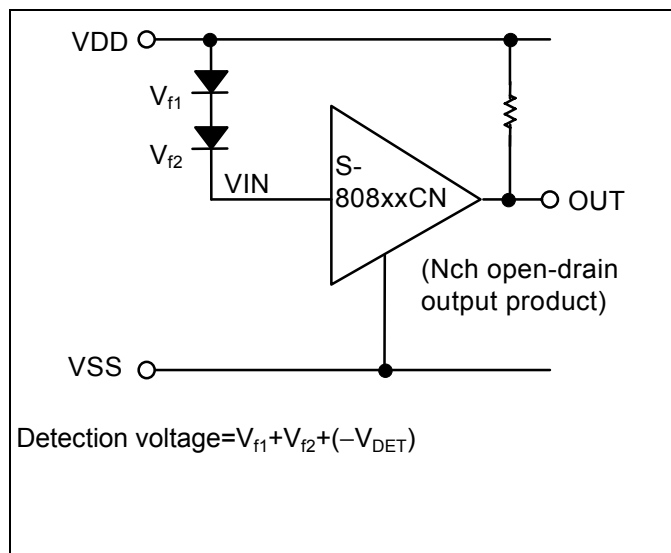 VDD
Vf1
Vf2
VIN
S-
808xxCN
OUT
(Nch open-drain
output product)
VSS
Detection voltage=Vf1+Vf2+(−VDET)